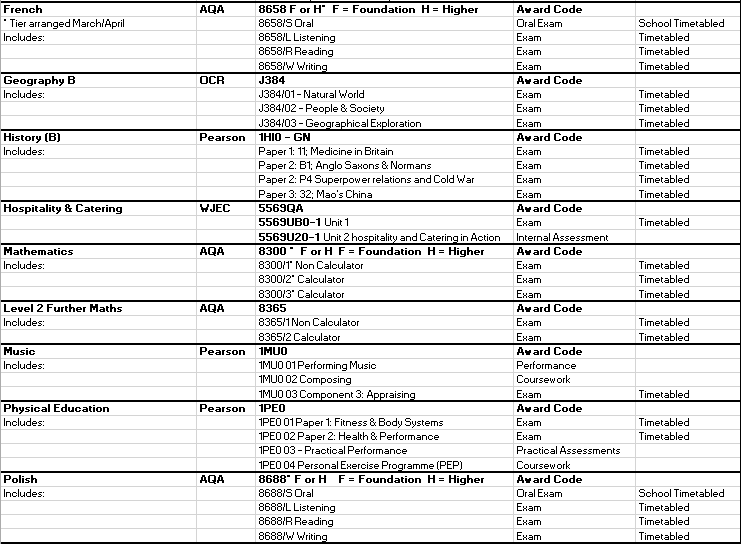 French AQA 8658 F or H* F = Foundation H = Higher Award Code
* Tier arranged March/April 8658/S Oral Oral Exam School Timetabled
Includes: 8658/L Listening Exam Timetabled
8658/R Reading Exam Timetabled
8658/W Writing Exam Timetabled
Geography B OCR J384 Award Code
Includes: J384/01 - Natural World Exam Timetabled
J384/02 - People & Society Exam Timetabled
J384/03 - Geographical Exploration Exam Timetabled
History (B) Pearson 1HI0 - GN Award Code
Includes: Paper 1: 11; Medicine in Britain Exam Timetabled
Paper 2: B1; Anglo Saxons & Normans Exam Timetabled
Paper 2: P4 Superpower relations and Cold War Exam Timetabled
Paper 3: 32; Mao's China Exam Timetabled
Hospitality & Catering WJEC 5569QA Award Code
5569UB0-1 Unit 1 Exam Timetabled
5569U20-1 Unit 2 hospitality and Catering in Action Internal Assessment
Mathematics AQA 8300 * F or H F = Foundation H = Higher Award Code
Includes: 8300/1* Non Calculator Exam Timetabled
8300/2* Calculator Exam Timetabled
8300/3* Calculator Exam Timetabled
Level 2 Further Maths AQA 8365 Award Code
Includes: 8365/1 Non Calculator Exam Timetabled
8365/2 Calculator Exam Timetabled
Music Pearson 1MU0 Award Code
Includes: 1MU0 01 Performing Music Performance
1MU0 02 Composing Coursework
1MU0 03 Component 3: Appraising Exam Timetabled
Physical Education Pearson 1PE0 Award Code
Includes: 1PE0 01 Paper 1: Fitness & Body Systems Exam Timetabled
1PE0 02 Paper 2: Health & Performance Exam Timetabled
1PE0 03 - Practical Performance Practical Assessments
1PE0 04 Personal Exercise Programme (PEP) Coursework
Polish AQA 8688* F or H F = Foundation H = Higher Award Code
Includes: 8688/S Oral Oral Exam School Timetabled
8688/L Listening Exam Timetabled
8688/R Reading Exam Timetabled
8688/W Writing Exam Timetabled